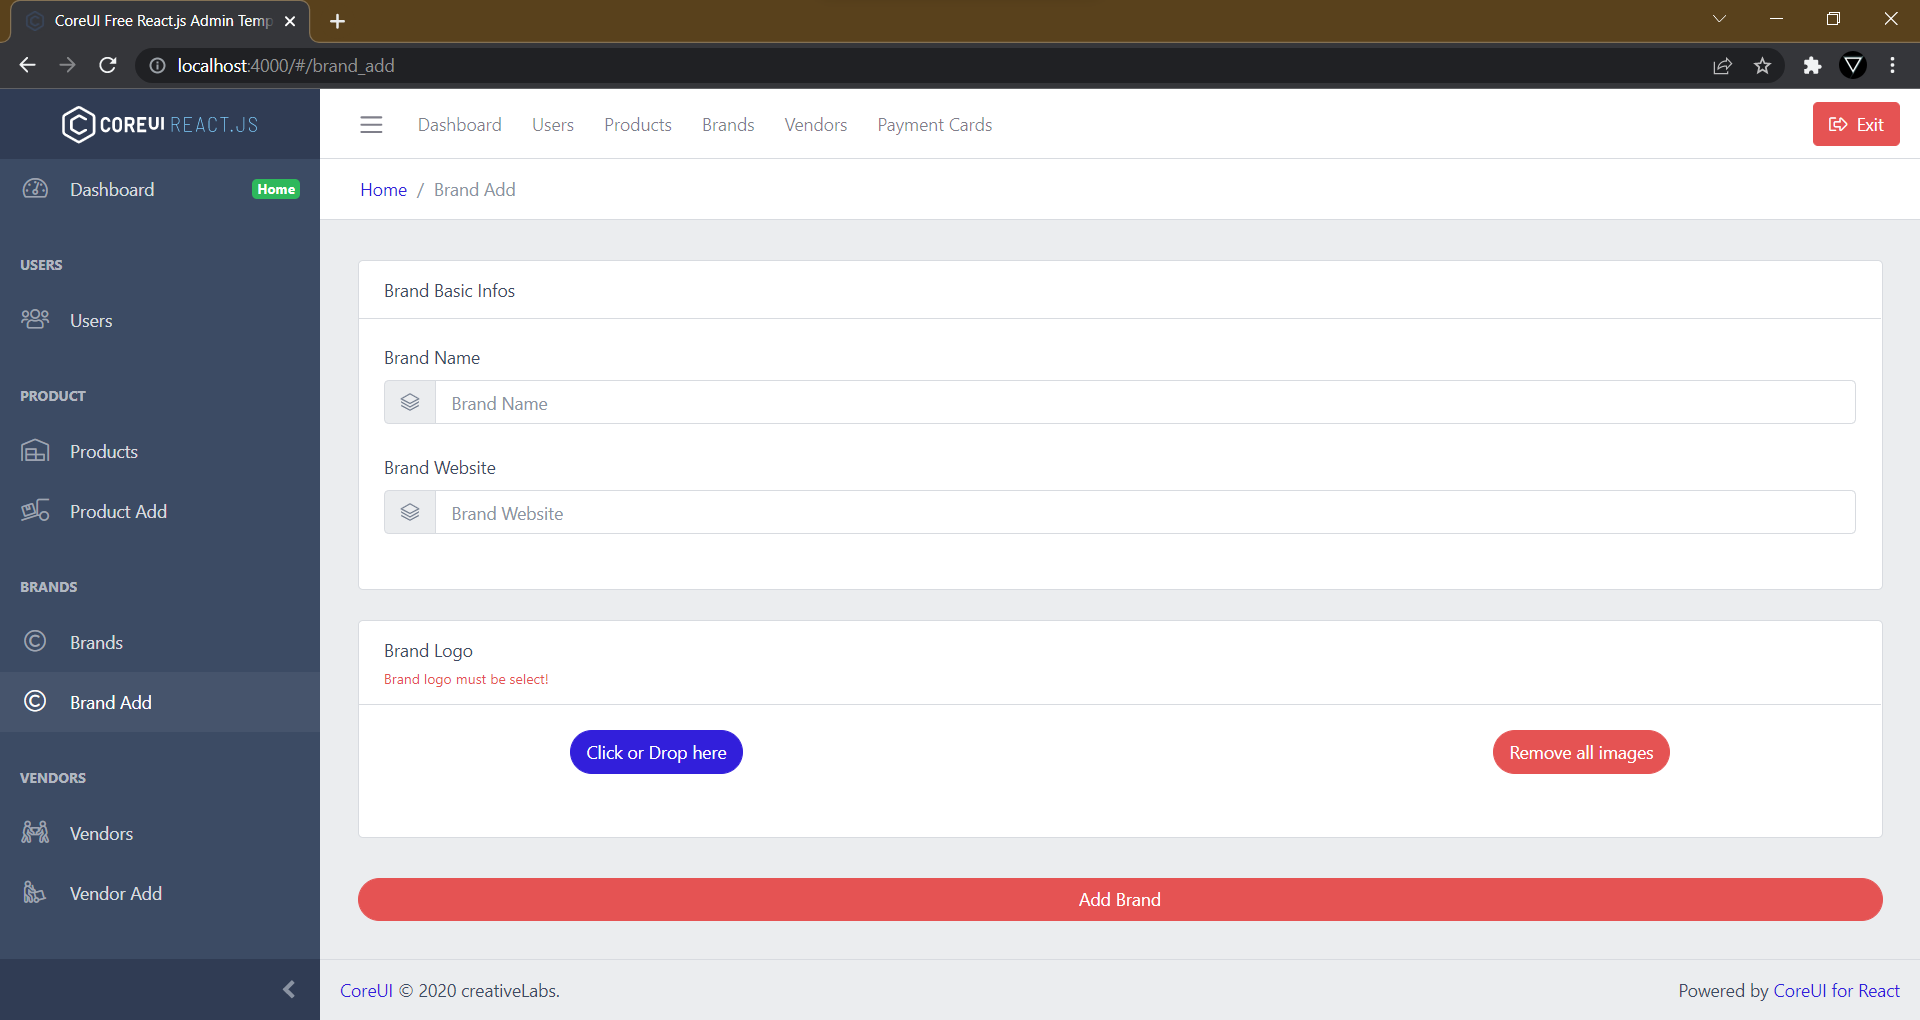 CoreUI Free React.js Admin Temp
localhost:4000/#/brand_add
COREUI REACT.JS
Dashboard Users Products Brands Vendors Payment Cards
Exit
Home / Brand Add
Dashboard
Home
USERS
Users
PRODUCT
Products
Product Add
BRANDS
Brands
Brand Add
VENDORS
Vendors
Vendor Add
Brand Basic Infos
Brand Name
Brand Name
Brand Website
Brand Website
Brand Logo
Brand logo must be select!
Click or Drop here
Remove all images
Add Brand
CoreUI © 2020 creativeLabs.
Powered by CoreUI for React